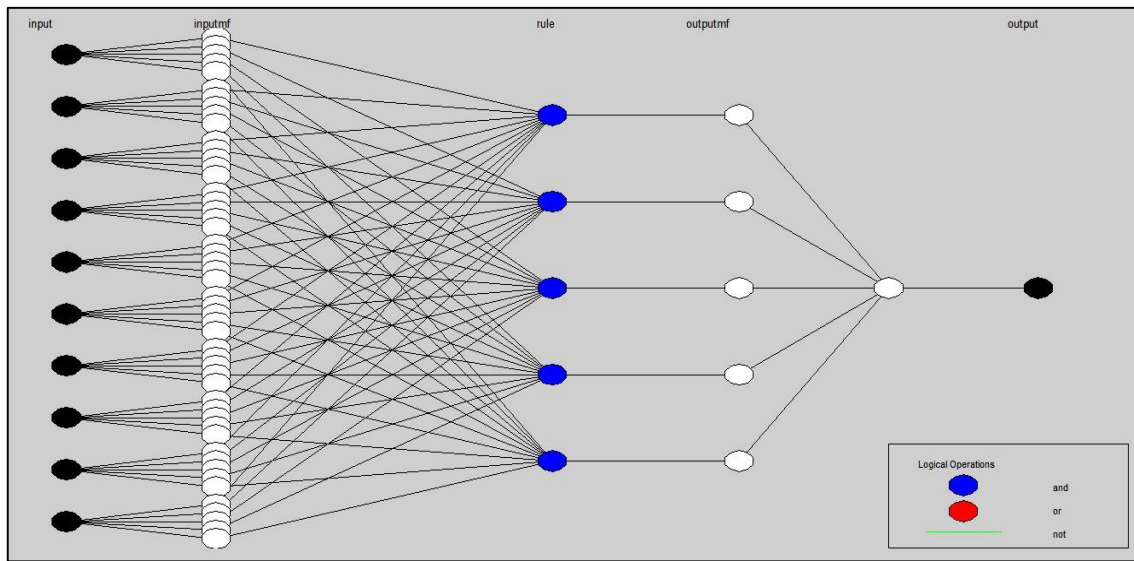 input
inputmf
rule
outputmf
output
Logical Operations
and
or
not